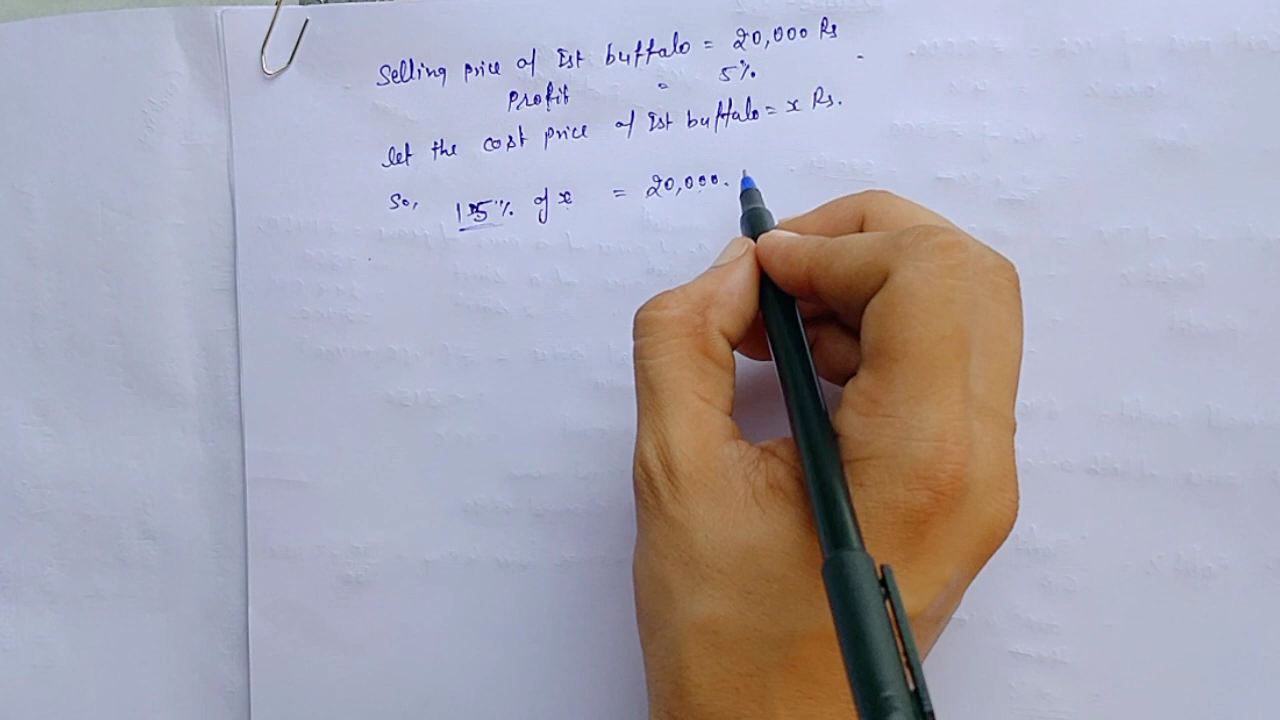 Selling price of Ist buffalo = 20,000 Rs
Profit = 5%
let the cost price of Ist buffalo = x Rs.
So, % of x = 20,000.